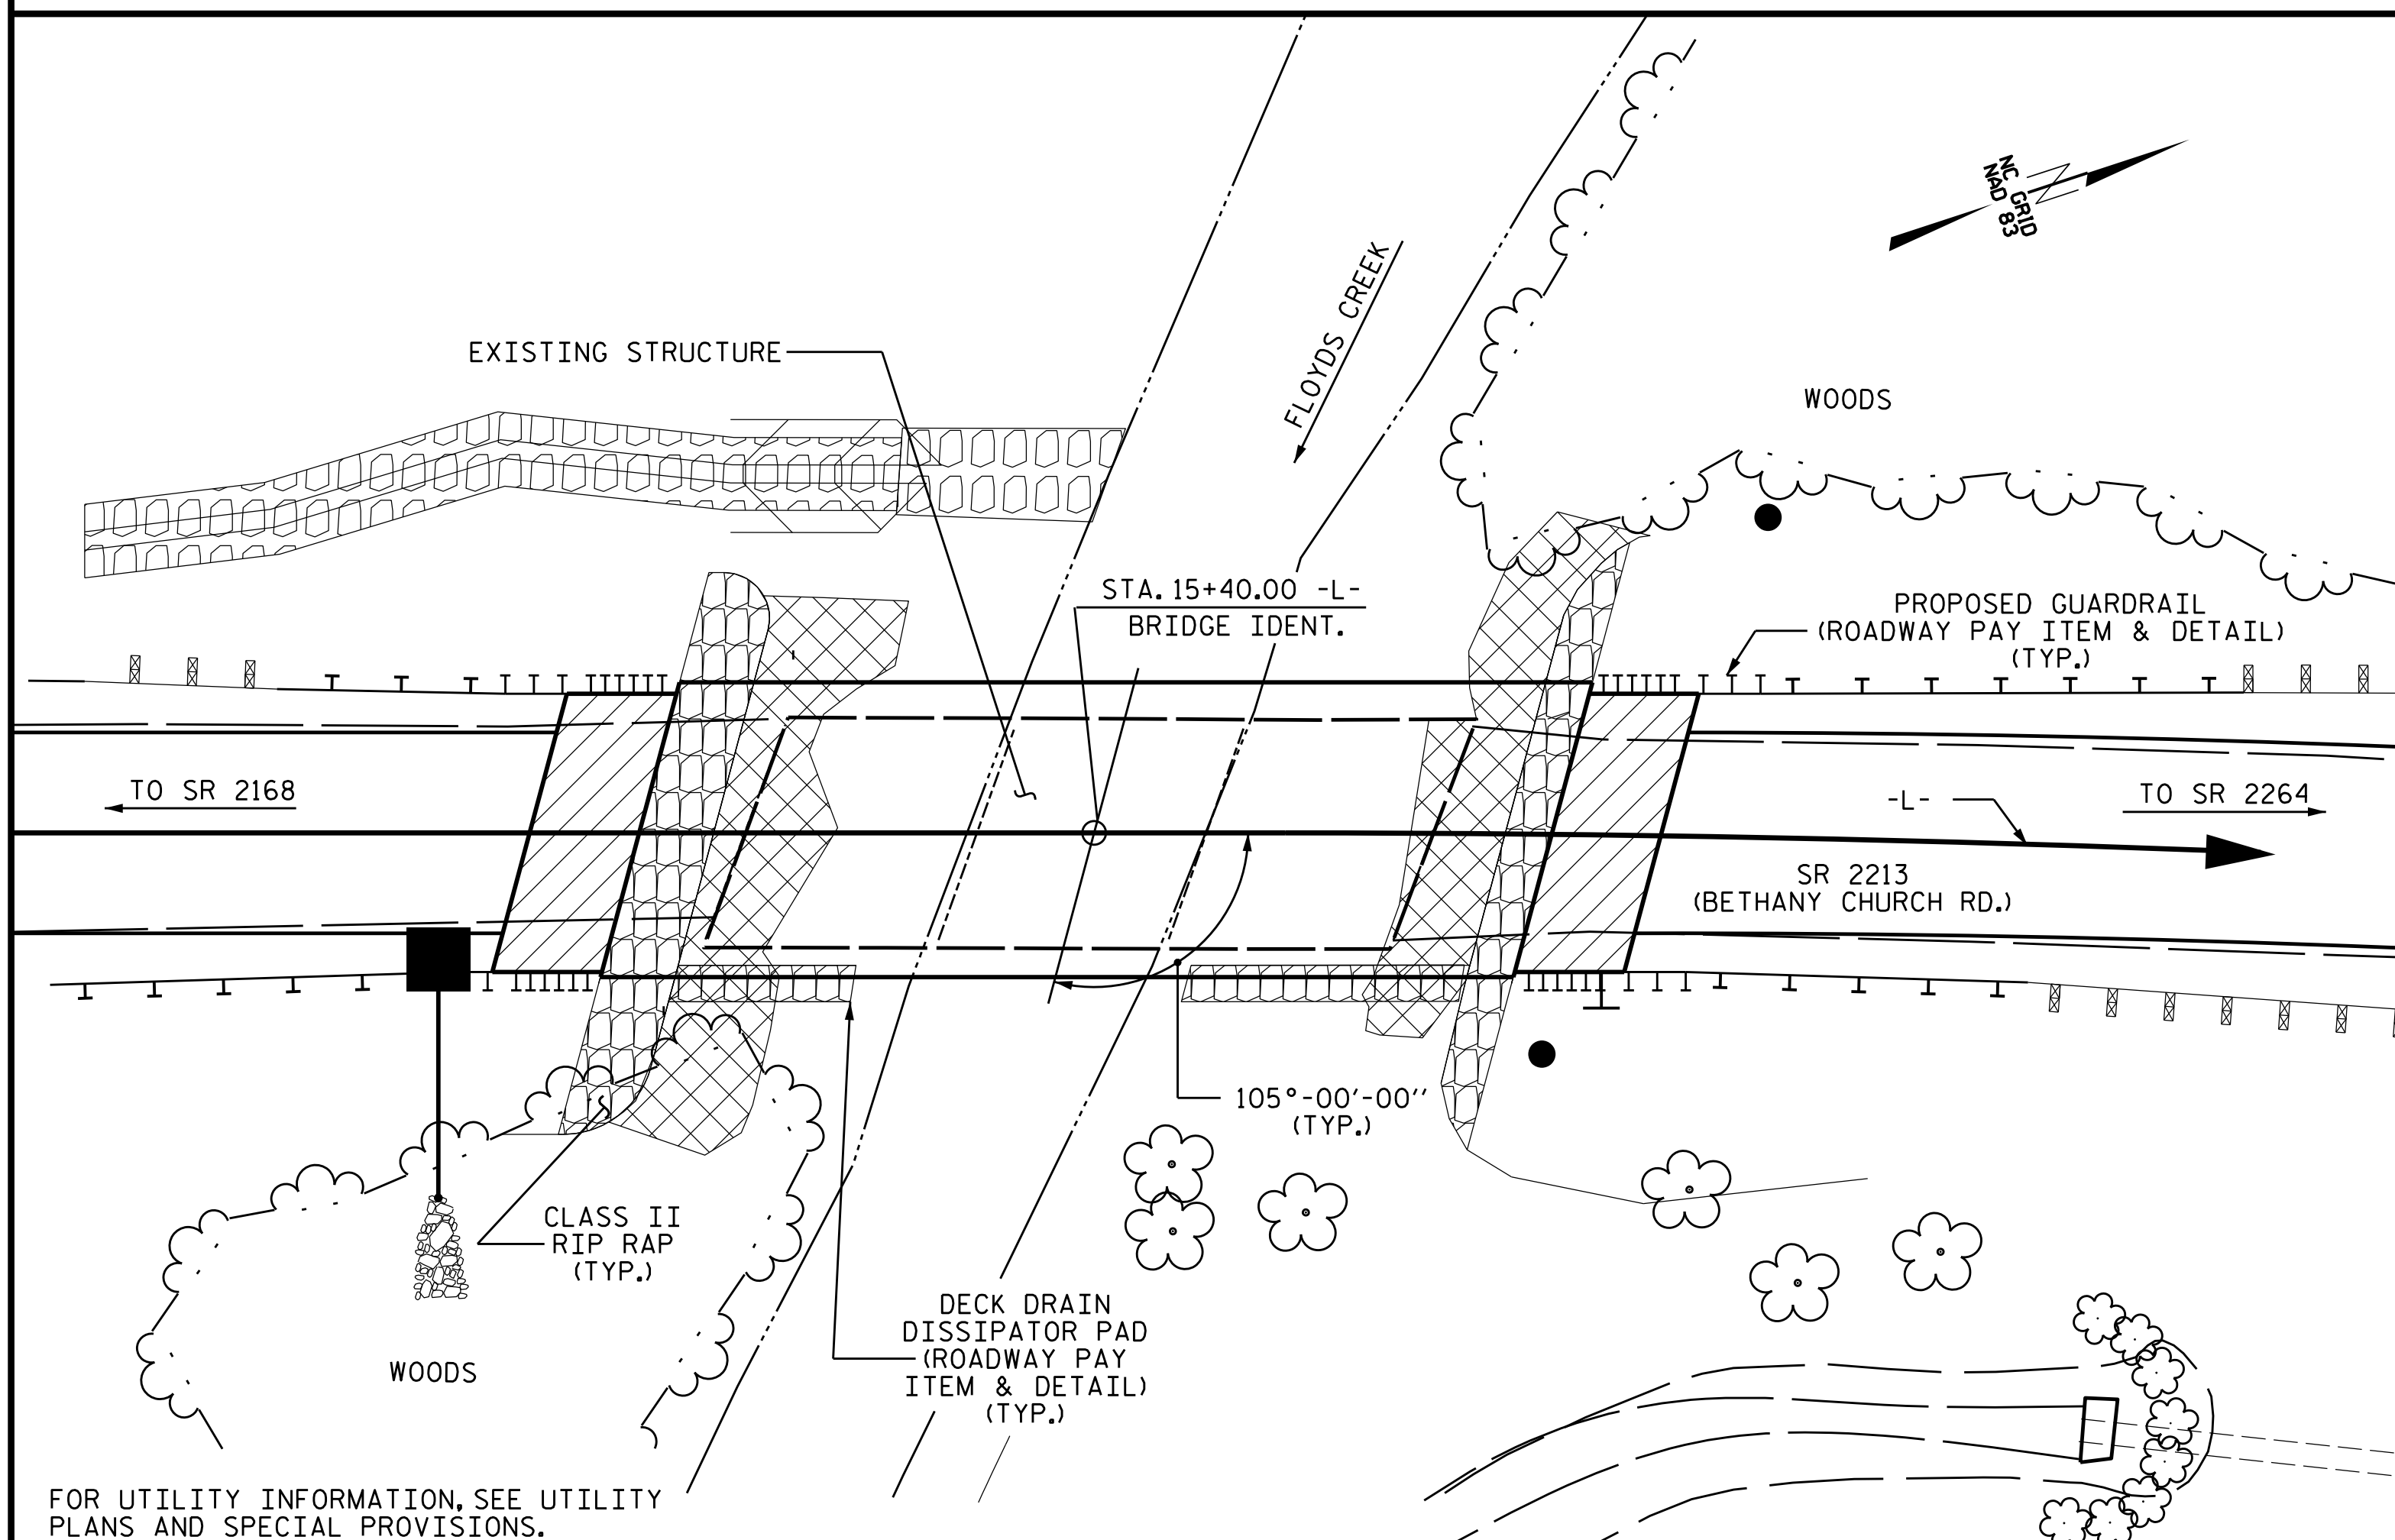 NC GRID
NAD 83
EXISTING STRUCTURE
FLOYDS CREEK
WOODS
STA. 15+40.00 -L-
BRIDGE IDENT.
PROPOSED GUARDRAIL
(ROADWAY PAY ITEM & DETAIL)
(TYP.)
TO SR 2168
-L-
TO SR 2264
SR 2213
(BETHANY CHURCH RD.)
105°-00'-00''
(TYP.)
CLASS II
RIP RAP
(TYP.)
DECK DRAIN
DISSIPATOR PAD
(ROADWAY PAY
ITEM & DETAIL)
(TYP.)
WOODS
FOR UTILITY INFORMATION, SEE UTILITY
PLANS AND SPECIAL PROVISIONS.